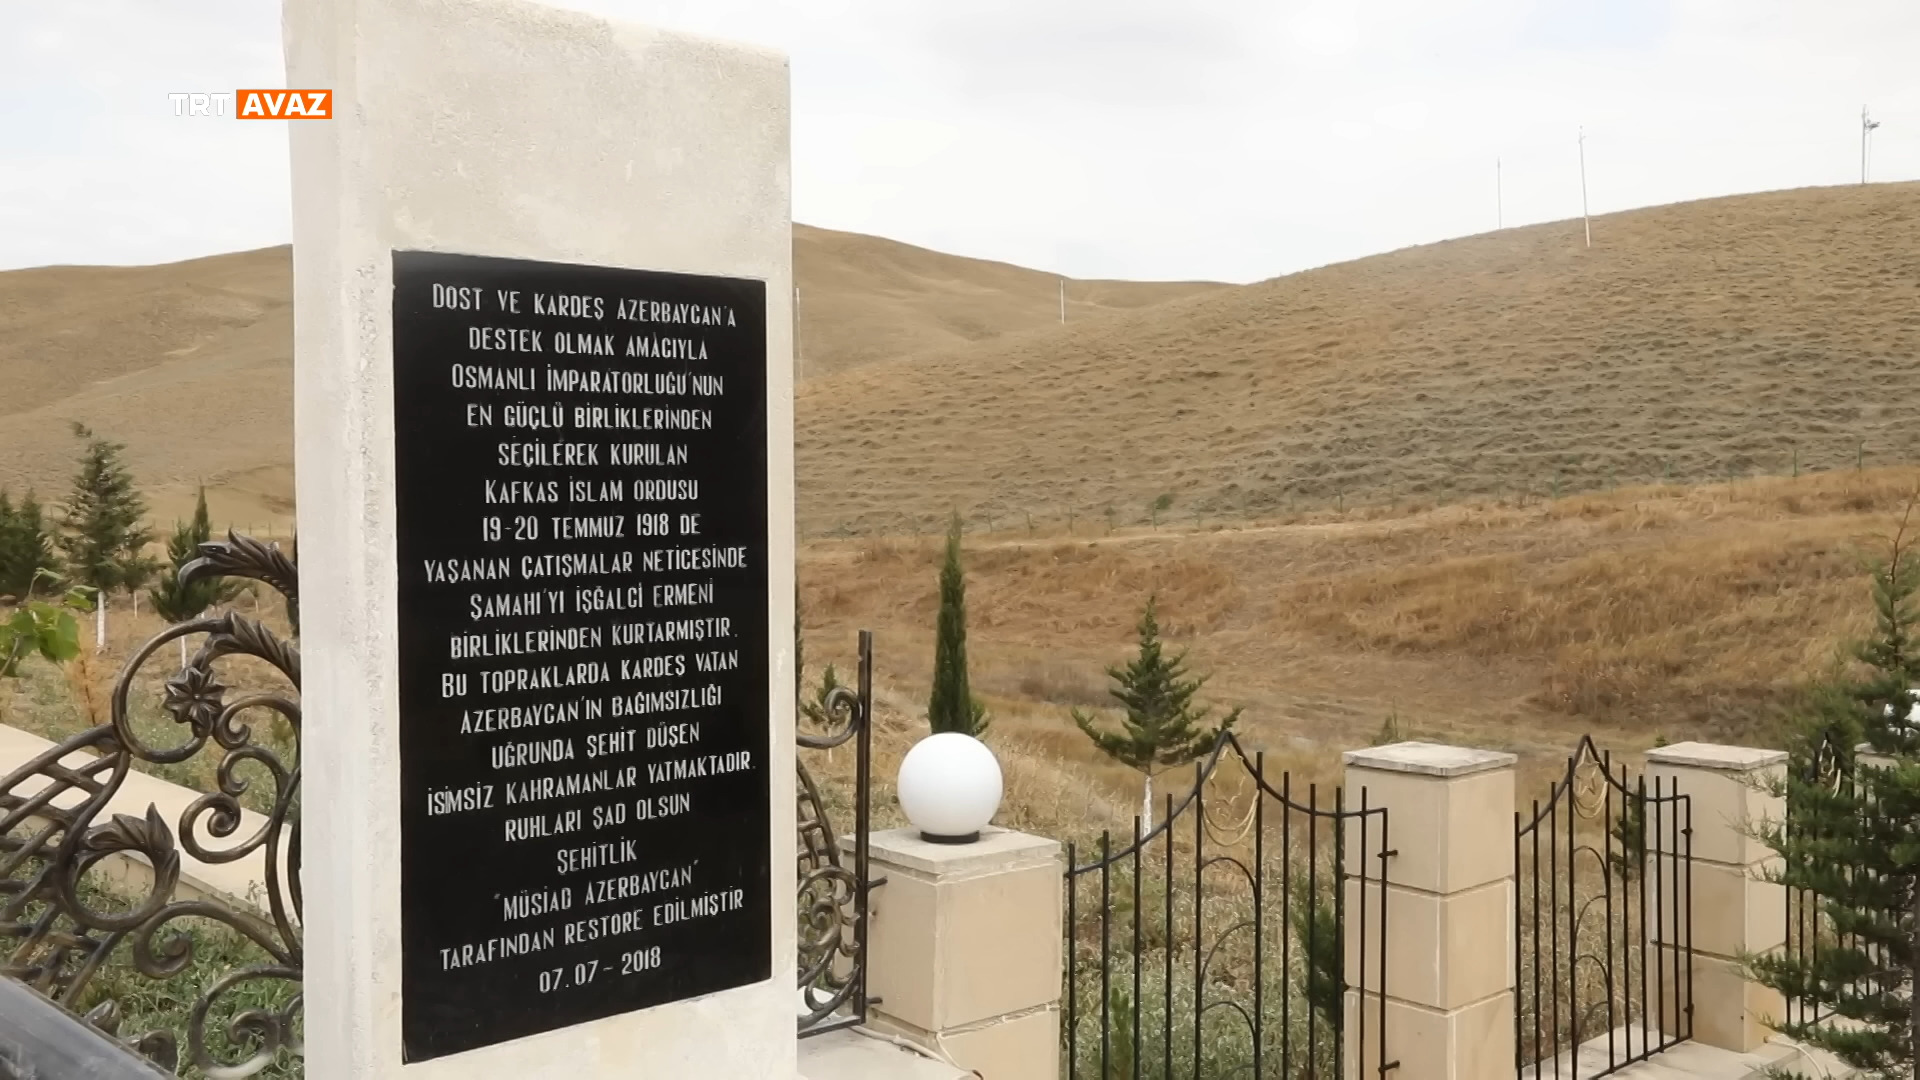 TRT AVAZ
DOST VE KARDEŞ AZERBAYCAN'A
DESTEK OLMAK AMACIYLA
OSMANLI İMPARATORLUĞU'NUN
EN GÜÇLÜ BİRLİKLERİNDEN
SEÇİLEREK KURULAN
KAFKAS İSLAM ORDUSU
19-20 TEMMUZ 1918 DE
YAŞANAN ÇATIŞMALAR NETİCESİNDE
ŞAMAHI'YI İŞĞALCİ ERMENİ
BİRLİKLERİNDEN KURTARMIŞTIR.
BU TOPRAKLARDA KARDEŞ VATAN
AZERBAYCAN'IN BAĞIMSIZLIĞI
UĞRUNDA ŞEHİT DÜŞEN
İSİMSİZ KAHRAMANLAR YATMAKTADIR.
RUHLARI ŞAD OLSUN
ŞEHİTLİK
"MÜSİAD AZERBAYCAN"
TARAFINDAN RESTORE EDİLMİŞTİR
07.07-2018